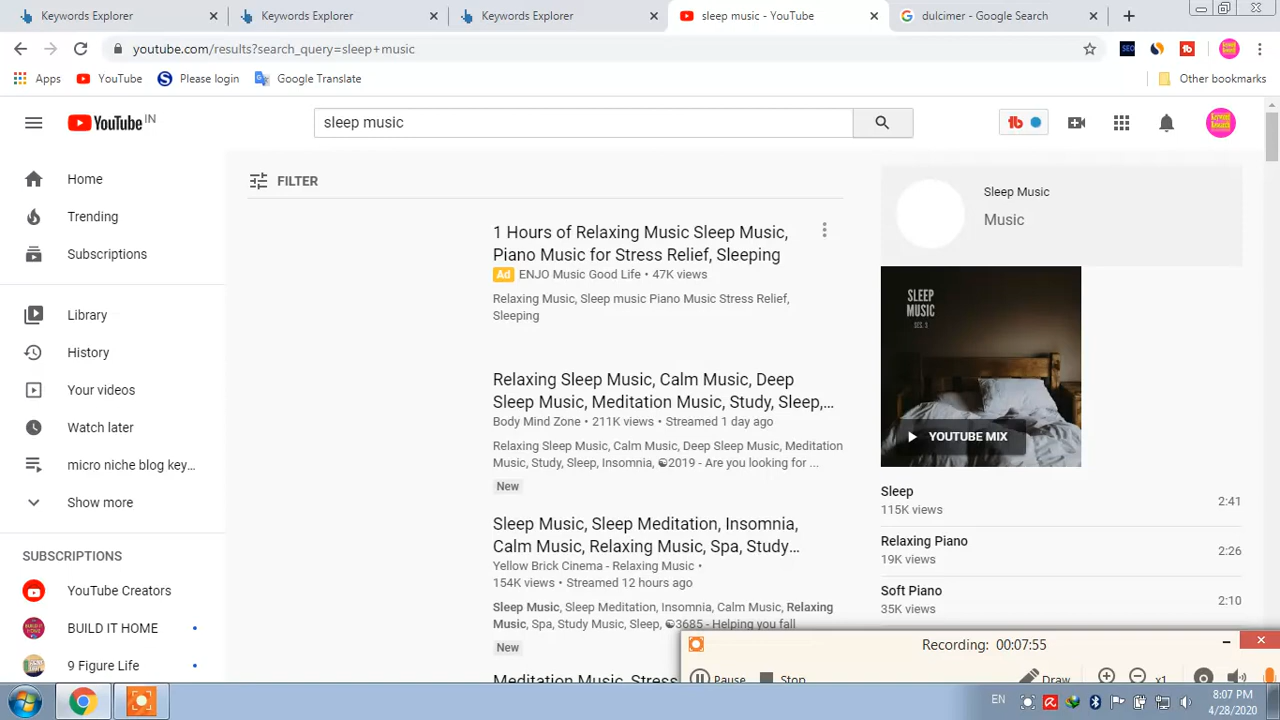 Keywords Explorer
Keywords Explorer
Keywords Explorer
sleep music - YouTube
dulcimer - Google Search
youtube.com/results?search_query=sleep+music
SEO
tb
Apps
YouTube
Please login
Google Translate
Other bookmarks
YouTube IN
sleep music
tb
Keyword Research
Home
Trending
Subscriptions
Library
History
Your videos
Watch later
micro niche blog key...
Show more
SUBSCRIPTIONS
YouTube Creators
BUILD IT HOME
9 Figure Life
FILTER
1 Hours of Relaxing Music Sleep Music,
Piano Music for Stress Relief, Sleeping
Ad ENJO Music Good Life • 47K views
Relaxing Music, Sleep music Piano Music Stress Relief,
Sleeping
Relaxing Sleep Music, Calm Music, Deep
Sleep Music, Meditation Music, Study, Sleep,...
Body Mind Zone • 211K views • Streamed 1 day ago
Relaxing Sleep Music, Calm Music, Deep Sleep Music, Meditation
Music, Study, Sleep, Insomnia, ☯2019 - Are you looking for ...
New
Sleep Music, Sleep Meditation, Insomnia,
Calm Music, Relaxing Music, Spa, Study...
Yellow Brick Cinema - Relaxing Music •
154K views • Streamed 12 hours ago
Sleep Music, Sleep Meditation, Insomnia, Calm Music, Relaxing
Music, Spa, Study Music, Sleep, ☯3685 - Helping you fall
New
Meditation Music, Stress
Sleep Music
Music
SLEEP
MUSIC
YOUTUBE MIX
Sleep
115K views
2:41
Relaxing Piano
19K views
2:26
Soft Piano
35K views
2:10
Recording: 00:07:55
Pause
Stop
Draw
x1
EN
8:07 PM
4/28/2020